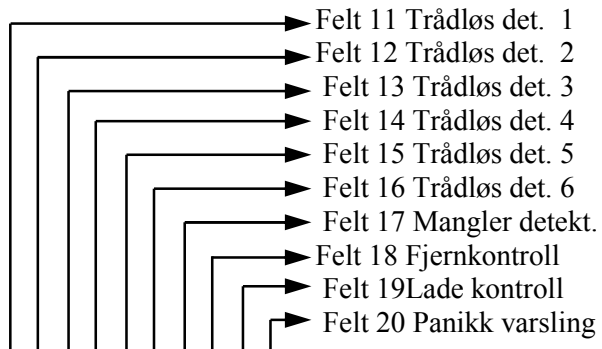 Felt 11 Trådløs det. 1
Felt 12 Trådløs det. 2
Felt 13 Trådløs det. 3
Felt 14 Trådløs det. 4
Felt 15 Trådløs det. 5
Felt 16 Trådløs det. 6
Felt 17 Mangler detekt.
Felt 18 Fjernkontroll
Felt 19Lade kontroll
Felt 20 Panikk varsling